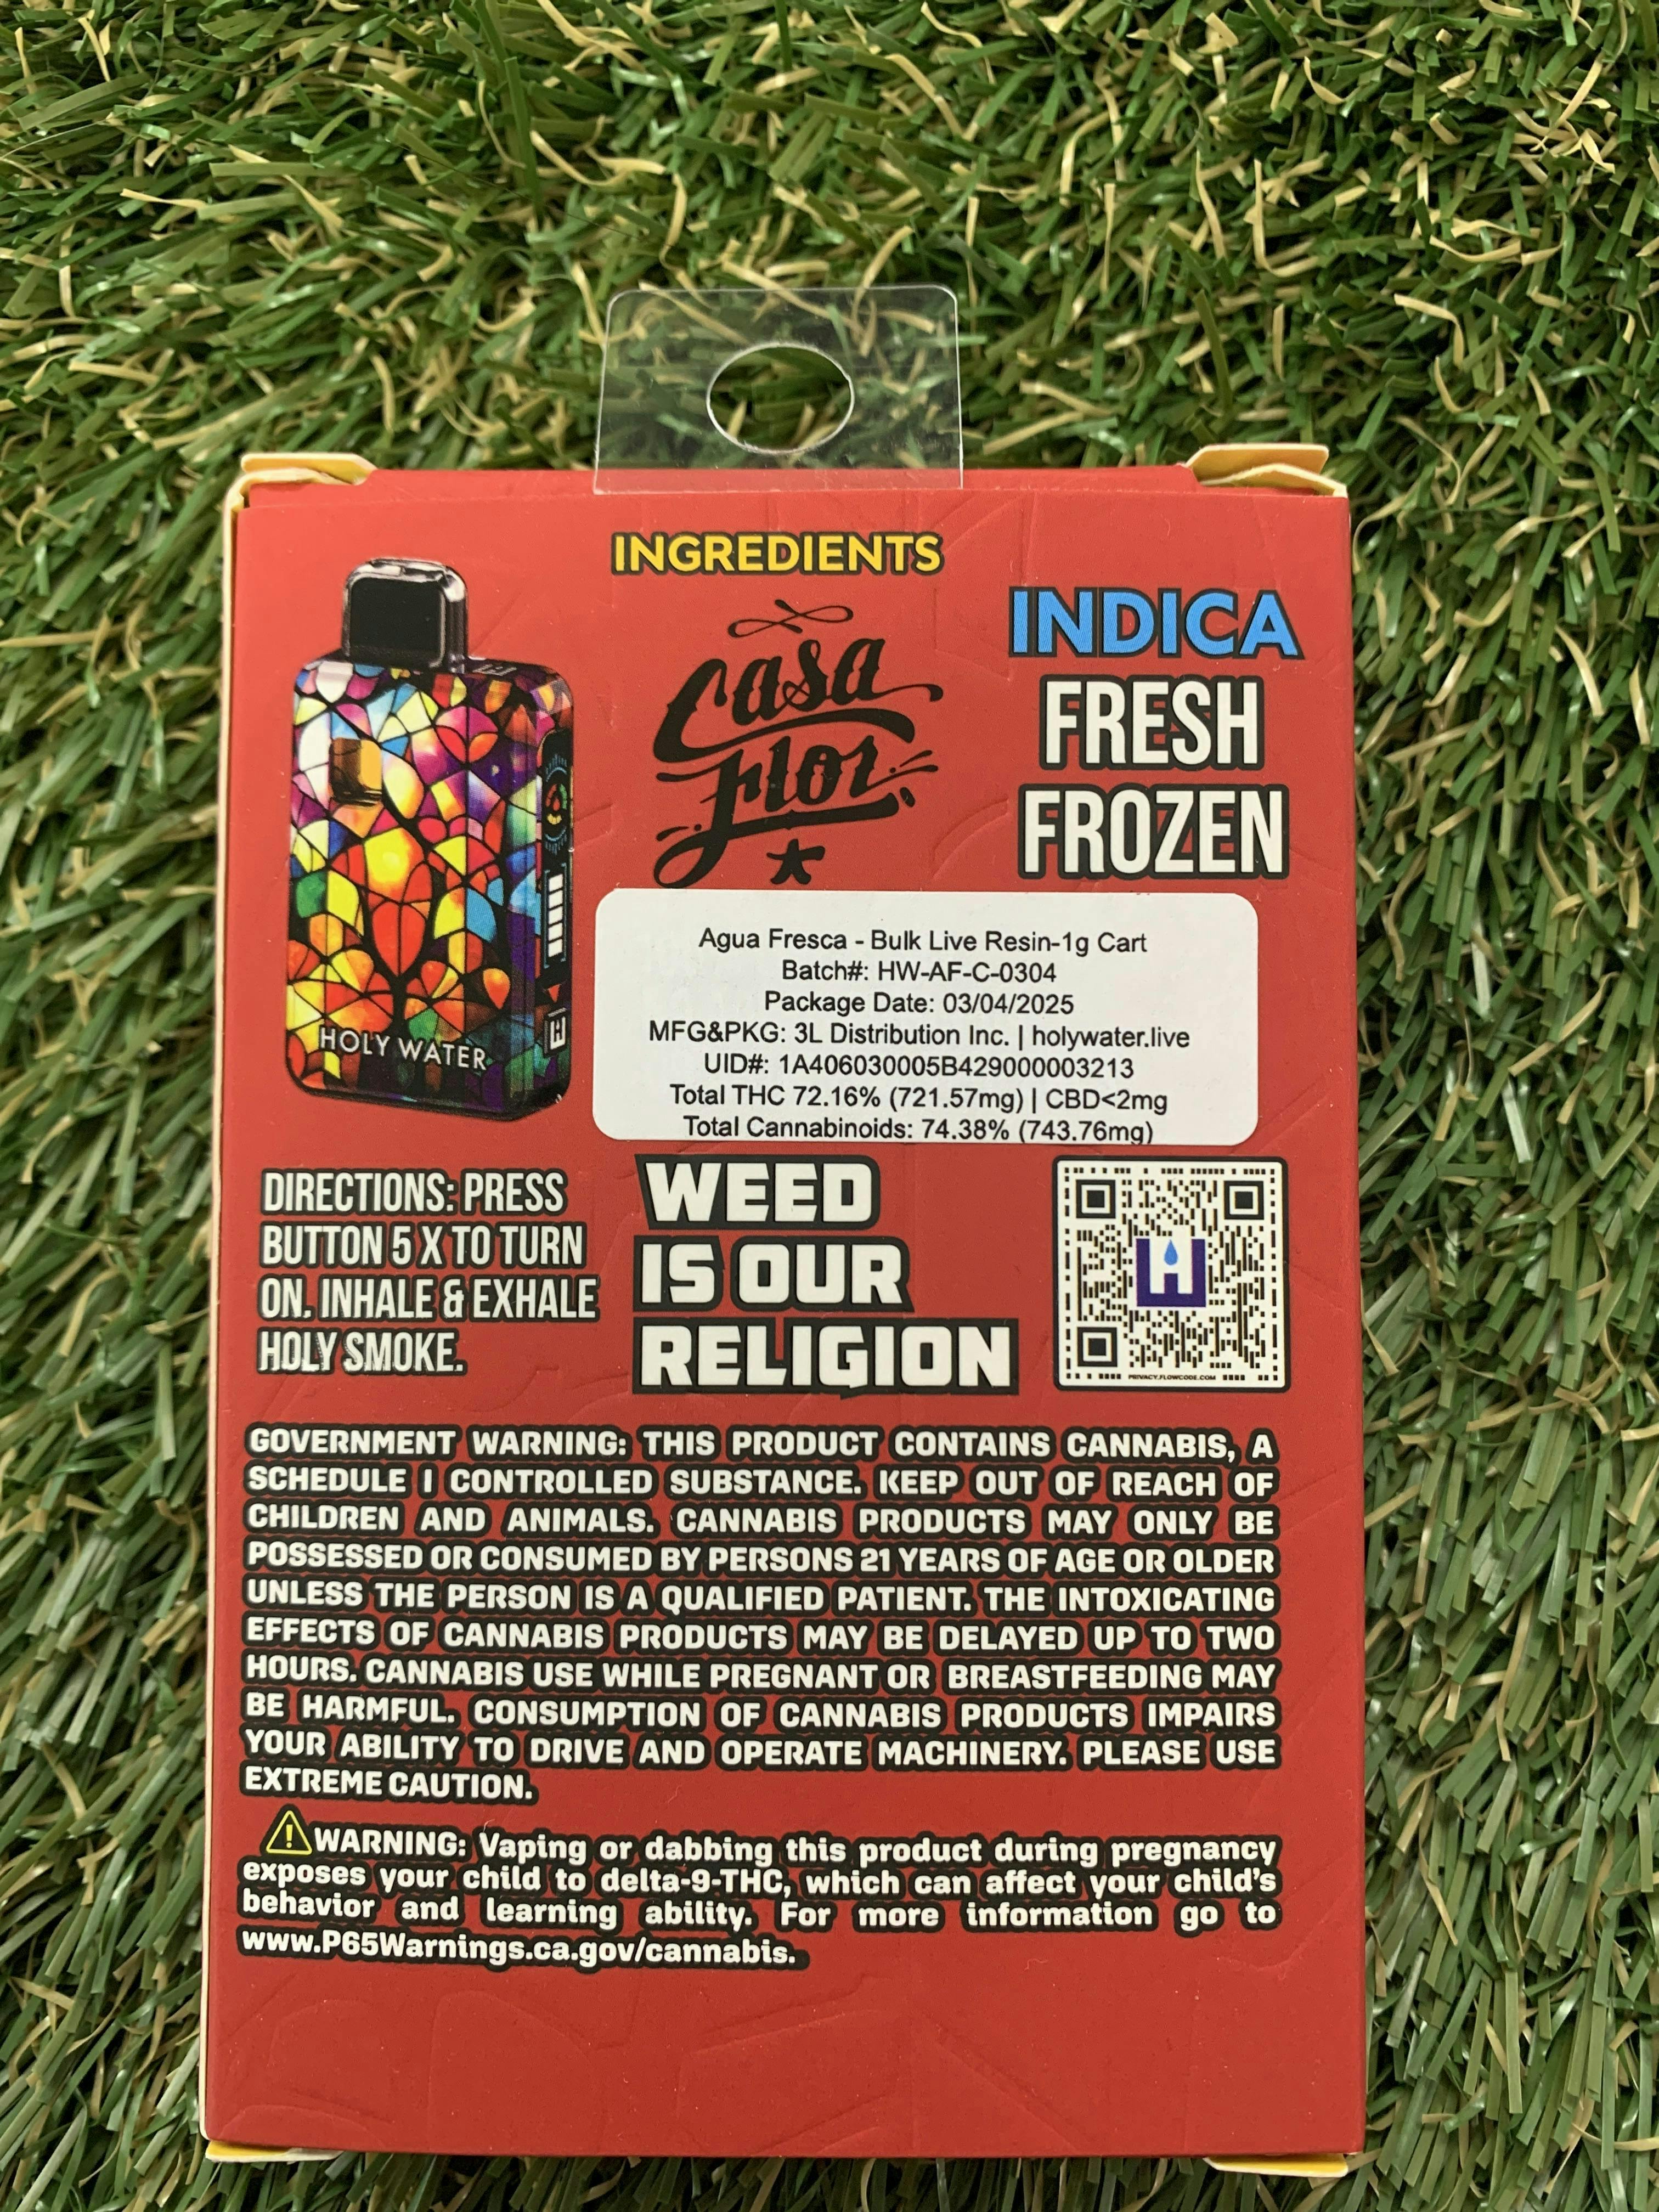 INGREDIENTS
Casa
Flor
INDICA
FRESH
FROZEN
HOLY WATER
Agua Fresca - Bulk Live Resin-1g Cart
Batch#: HW-AF-C-0304
Package Date: 03/04/2025
MFG&PKG: 3L Distribution Inc. | holywater.live
UID#: 1A406030005B429000003213
Total THC 72.16% (721.57mg) | CBD<2mg
Total Cannabinoids: 74.38% (743.76mg)
DIRECTIONS: PRESS
BUTTON 5 X TO TURN
ON. INHALE & EXHALE
HOLY SMOKE.
WEED
IS OUR
RELIGION
H
PRIVACY.FLOWCODE.COM
GOVERNMENT WARNING: THIS PRODUCT CONTAINS CANNABIS, A
SCHEDULE I CONTROLLED SUBSTANCE. KEEP OUT OF REACH OF
CHILDREN AND ANIMALS. CANNABIS PRODUCTS MAY ONLY BE
POSSESSED OR CONSUMED BY PERSONS 21 YEARS OF AGE OR OLDER
UNLESS THE PERSON IS A QUALIFIED PATIENT. THE INTOXICATING
EFFECTS OF CANNABIS PRODUCTS MAY BE DELAYED UP TO TWO
HOURS. CANNABIS USE WHILE PREGNANT OR BREASTFEEDING MAY
BE HARMFUL. CONSUMPTION OF CANNABIS PRODUCTS IMPAIRS
YOUR ABILITY TO DRIVE AND OPERATE MACHINERY. PLEASE USE
EXTREME CAUTION.
WARNING: Vaping or dabbing this product during pregnancy
exposes your child to delta-9-THC, which can affect your child's
behavior and learning ability. For more information go to
www.P65Warnings.ca.gov/cannabis.